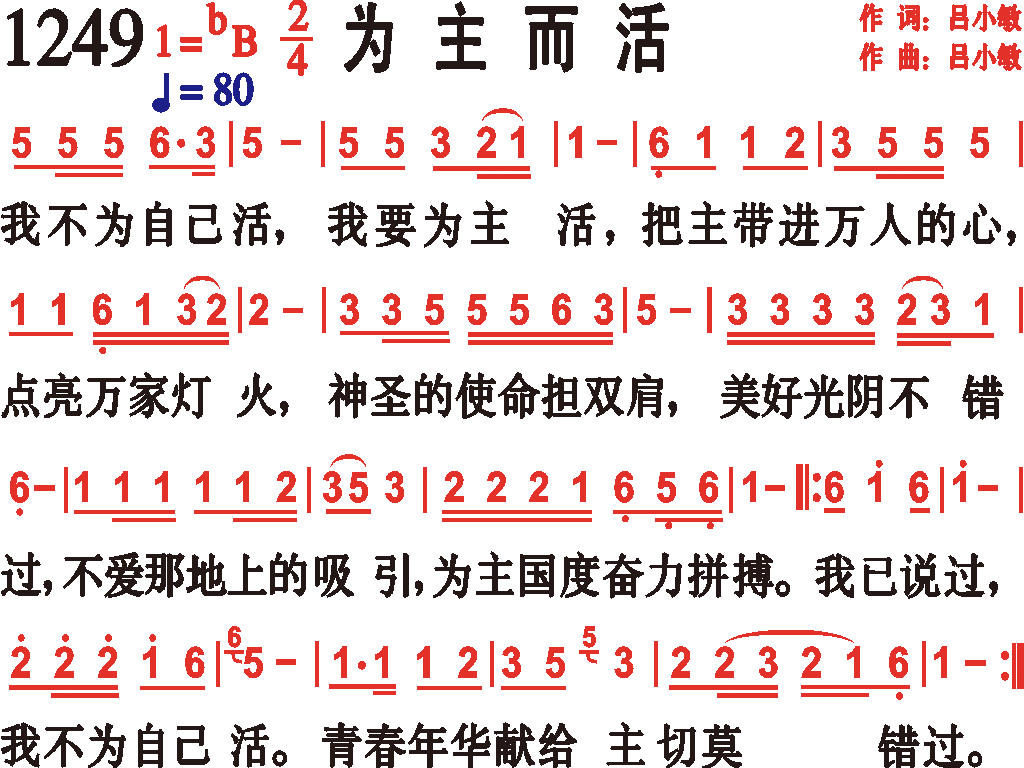 1249 1=ᵇB 2/4 为主而活 作 词：吕小敏
♩=80 作 曲：吕小敏
5 5 5 6·3 | 5 － | 5 5 3 2 1 | 1－ | 6 1 1 2 | 3 5 5 5 |
我不为自己活， 我要为主 活，把主带进万人的心，
1 1 6 1 3 2 | 2 － | 3 3 5 5 5 6 3 | 5 － | 3 3 3 3 2 3 1 |
点亮万家灯 火， 神圣的使命担双肩， 美好光阴不 错
6－ | 1 1 1 1 1 2 | 3 5 3 | 2 2 2 1 6 5 6 | 1－ ‖: 6 1 6 | 1－ |
过，不爱那地上的吸 引，为主国度奋力拼搏。我已说过，
2 2 2 1 6 | 6 5 － | 1·1 1 2 | 3 5 5 3 | 2 2 3 2 1 6 | 1 － :‖
我不为自己 活。青春年华献给 主切莫 错过。